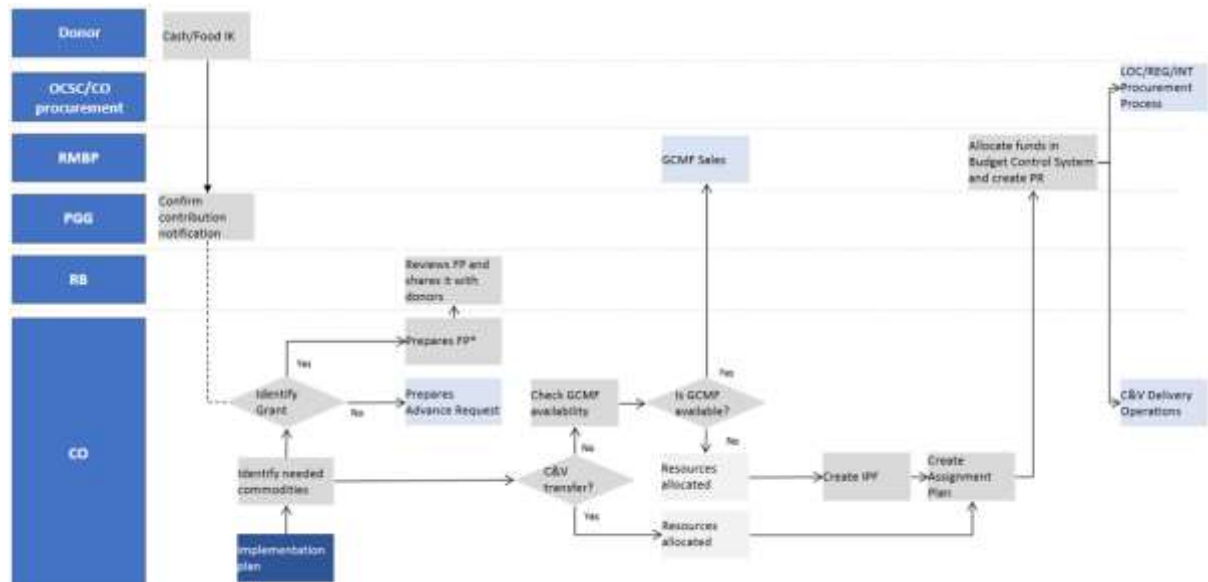 Donor
Cash/Food IK
OCSC/CO
procurement
LOC/REG/INT
Procurement
Process
RMBP
GCMF Sales
Allocate funds in
Budget Control System
and create PR
PGG
Confirm
contribution
notification
RB
Reviews FP and
shares it with
donors
CO
Prepares FP*
Yes
Identify
Grant
No
Prepares
Advance Request
Check GCMF
availability
Is GCMF
available?
Yes
No
C&V Delivery
Operations
Identify needed
commodities
No
C&V
transfer?
Yes
Resources
allocated
Create IPF
Create
Assignment
Plan
Implementation
plan
Resources
allocated